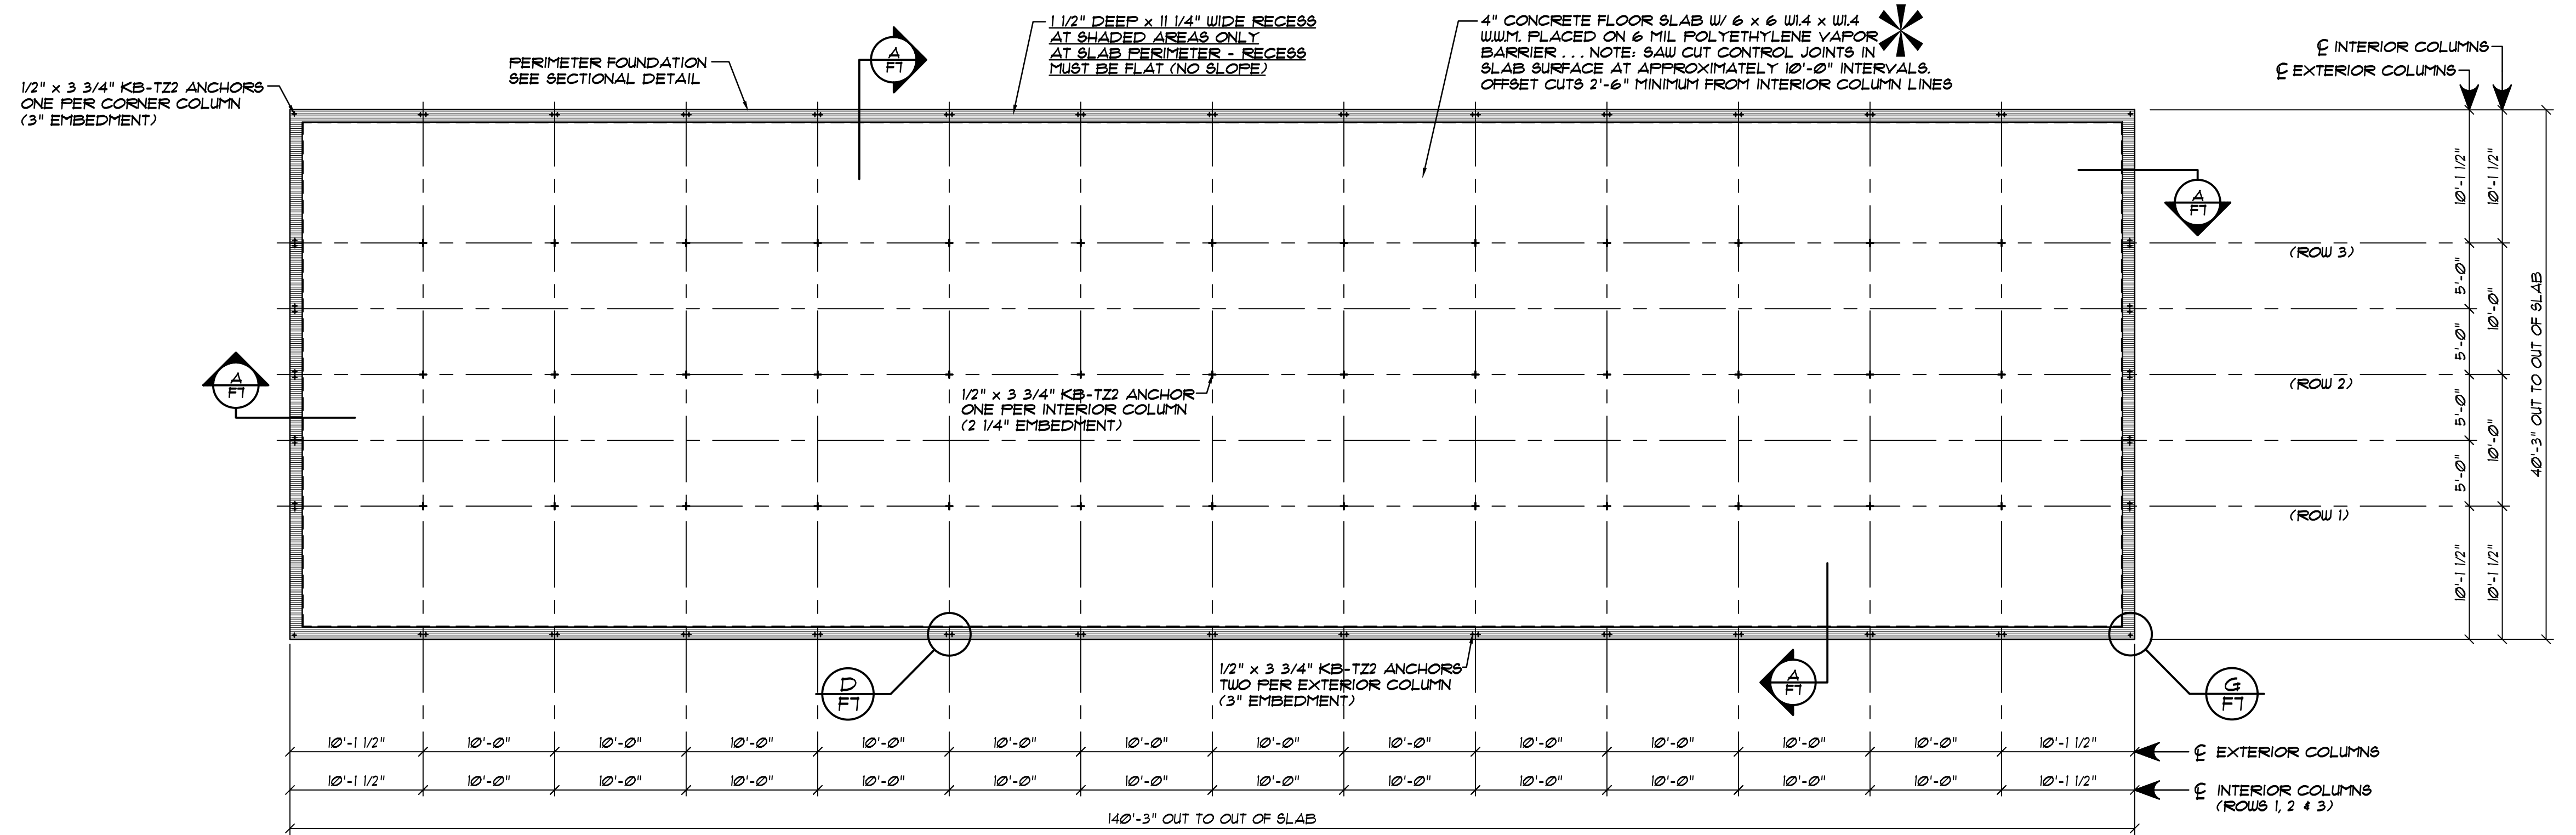 1/2" x 3 3/4" KB-TZ2 ANCHORS
ONE PER CORNER COLUMN
(3" EMBEDMENT)
PERIMETER FOUNDATION
SEE SECTIONAL DETAIL
A
F7
1 1/2" DEEP x 11 1/4" WIDE RECESS
AT SHADED AREAS ONLY
AT SLAB PERIMETER - RECESS
MUST BE FLAT (NO SLOPE)
4" CONCRETE FLOOR SLAB W/ 6 x 6 W1.4 x W1.4
W.W.M. PLACED ON 6 MIL POLYETHYLENE VAPOR
BARRIER . . . NOTE: SAW CUT CONTROL JOINTS IN
SLAB SURFACE AT APPROXIMATELY 10'-0" INTERVALS.
OFFSET CUTS 2'-6" MINIMUM FROM INTERIOR COLUMN LINES
℄ INTERIOR COLUMNS
℄ EXTERIOR COLUMNS
A
F7
10'-1 1/2"
10'-1 1/2"
(ROW 3)
5'-0"
10'-0"
5'-0"
40'-3" OUT TO OUT OF SLAB
A
F7
1/2" x 3 3/4" KB-TZ2 ANCHOR
ONE PER INTERIOR COLUMN
(2 1/4" EMBEDMENT)
(ROW 2)
5'-0"
10'-0"
5'-0"
(ROW 1)
10'-1 1/2"
10'-1 1/2"
D
F7
1/2" x 3 3/4" KB-TZ2 ANCHORS
TWO PER EXTERIOR COLUMN
(3" EMBEDMENT)
A
F7
G
F7
10'-1 1/2" 10'-0" 10'-0" 10'-0" 10'-0" 10'-0" 10'-0" 10'-0" 10'-0" 10'-0" 10'-0" 10'-0" 10'-0" 10'-1 1/2" ℄ EXTERIOR COLUMNS
10'-1 1/2" 10'-0" 10'-0" 10'-0" 10'-0" 10'-0" 10'-0" 10'-0" 10'-0" 10'-0" 10'-0" 10'-0" 10'-0" 10'-1 1/2" ℄ INTERIOR COLUMNS
(ROWS 1, 2 & 3)
140'-3" OUT TO OUT OF SLAB